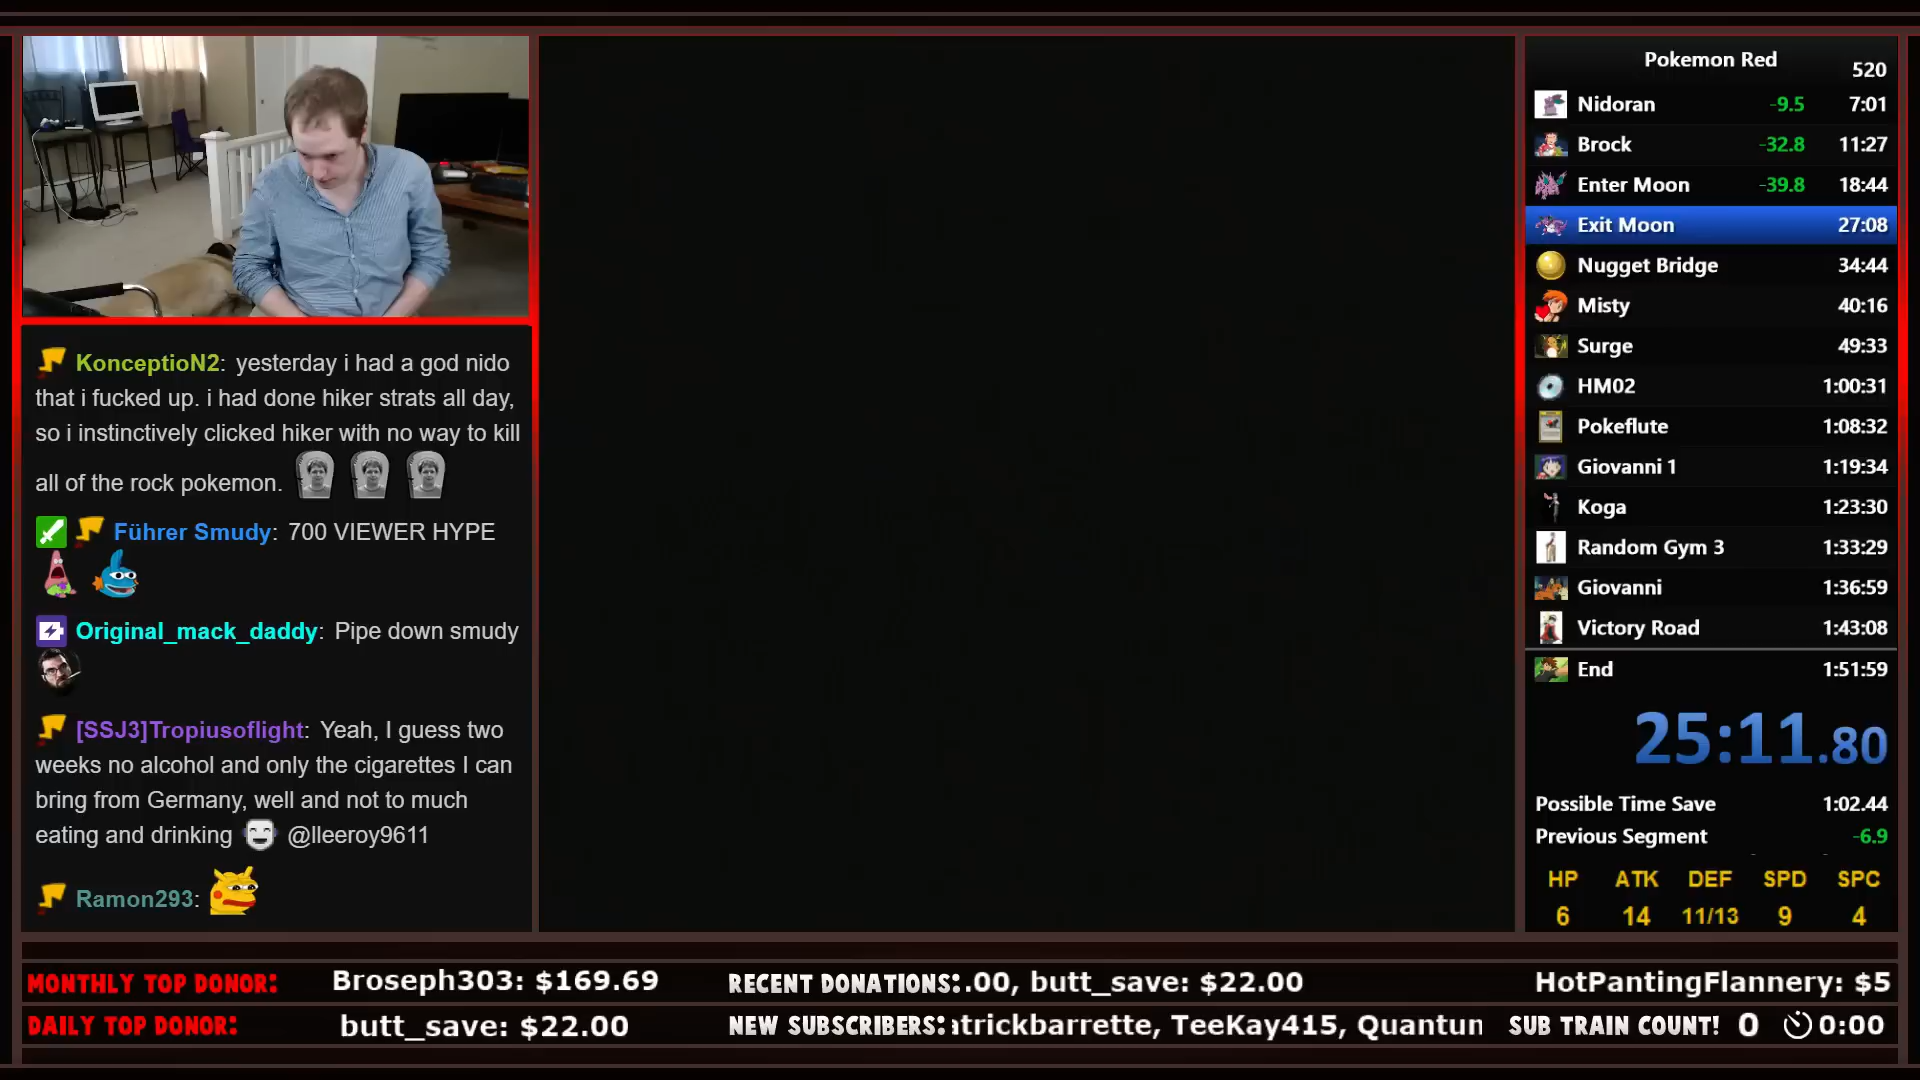 KonceptioN2: yesterday i had a god nido
that i fucked up. i had done hiker strats all day,
so i instinctively clicked hiker with no way to kill
all of the rock pokemon.
Führer Smudy: 700 VIEWER HYPE
Original_mack_daddy: Pipe down smudy
[SSJ3]Tropiusoflight: Yeah, I guess two
weeks no alcohol and only the cigarettes I can
bring from Germany, well and not to much
eating and drinking @lleeroy9611
Ramon293:
Pokemon Red
520
Nidoran -9.5 7:01
Brock -32.8 11:27
Enter Moon -39.8 18:44
Exit Moon 27:08
Nugget Bridge 34:44
Misty 40:16
Surge 49:33
HM02 1:00:31
Pokeflute 1:08:32
Giovanni 1 1:19:34
Koga 1:23:30
Random Gym 3 1:33:29
Giovanni 1:36:59
Victory Road 1:43:08
End 1:51:59
25:11.80
Possible Time Save 1:02.44
Previous Segment -6.9
HP ATK DEF SPD SPC
6 14 11/13 9 4
MONTHLY TOP DONOR: Broseph303: $169.69 RECENT DONATIONS: .00, butt_save: $22.00 HotPantingFlannery: $5
DAILY TOP DONOR: butt_save: $22.00 NEW SUBSCRIBERS: atrickbarrette, TeeKay415, Quantun SUB TRAIN COUNT! 0 0:00